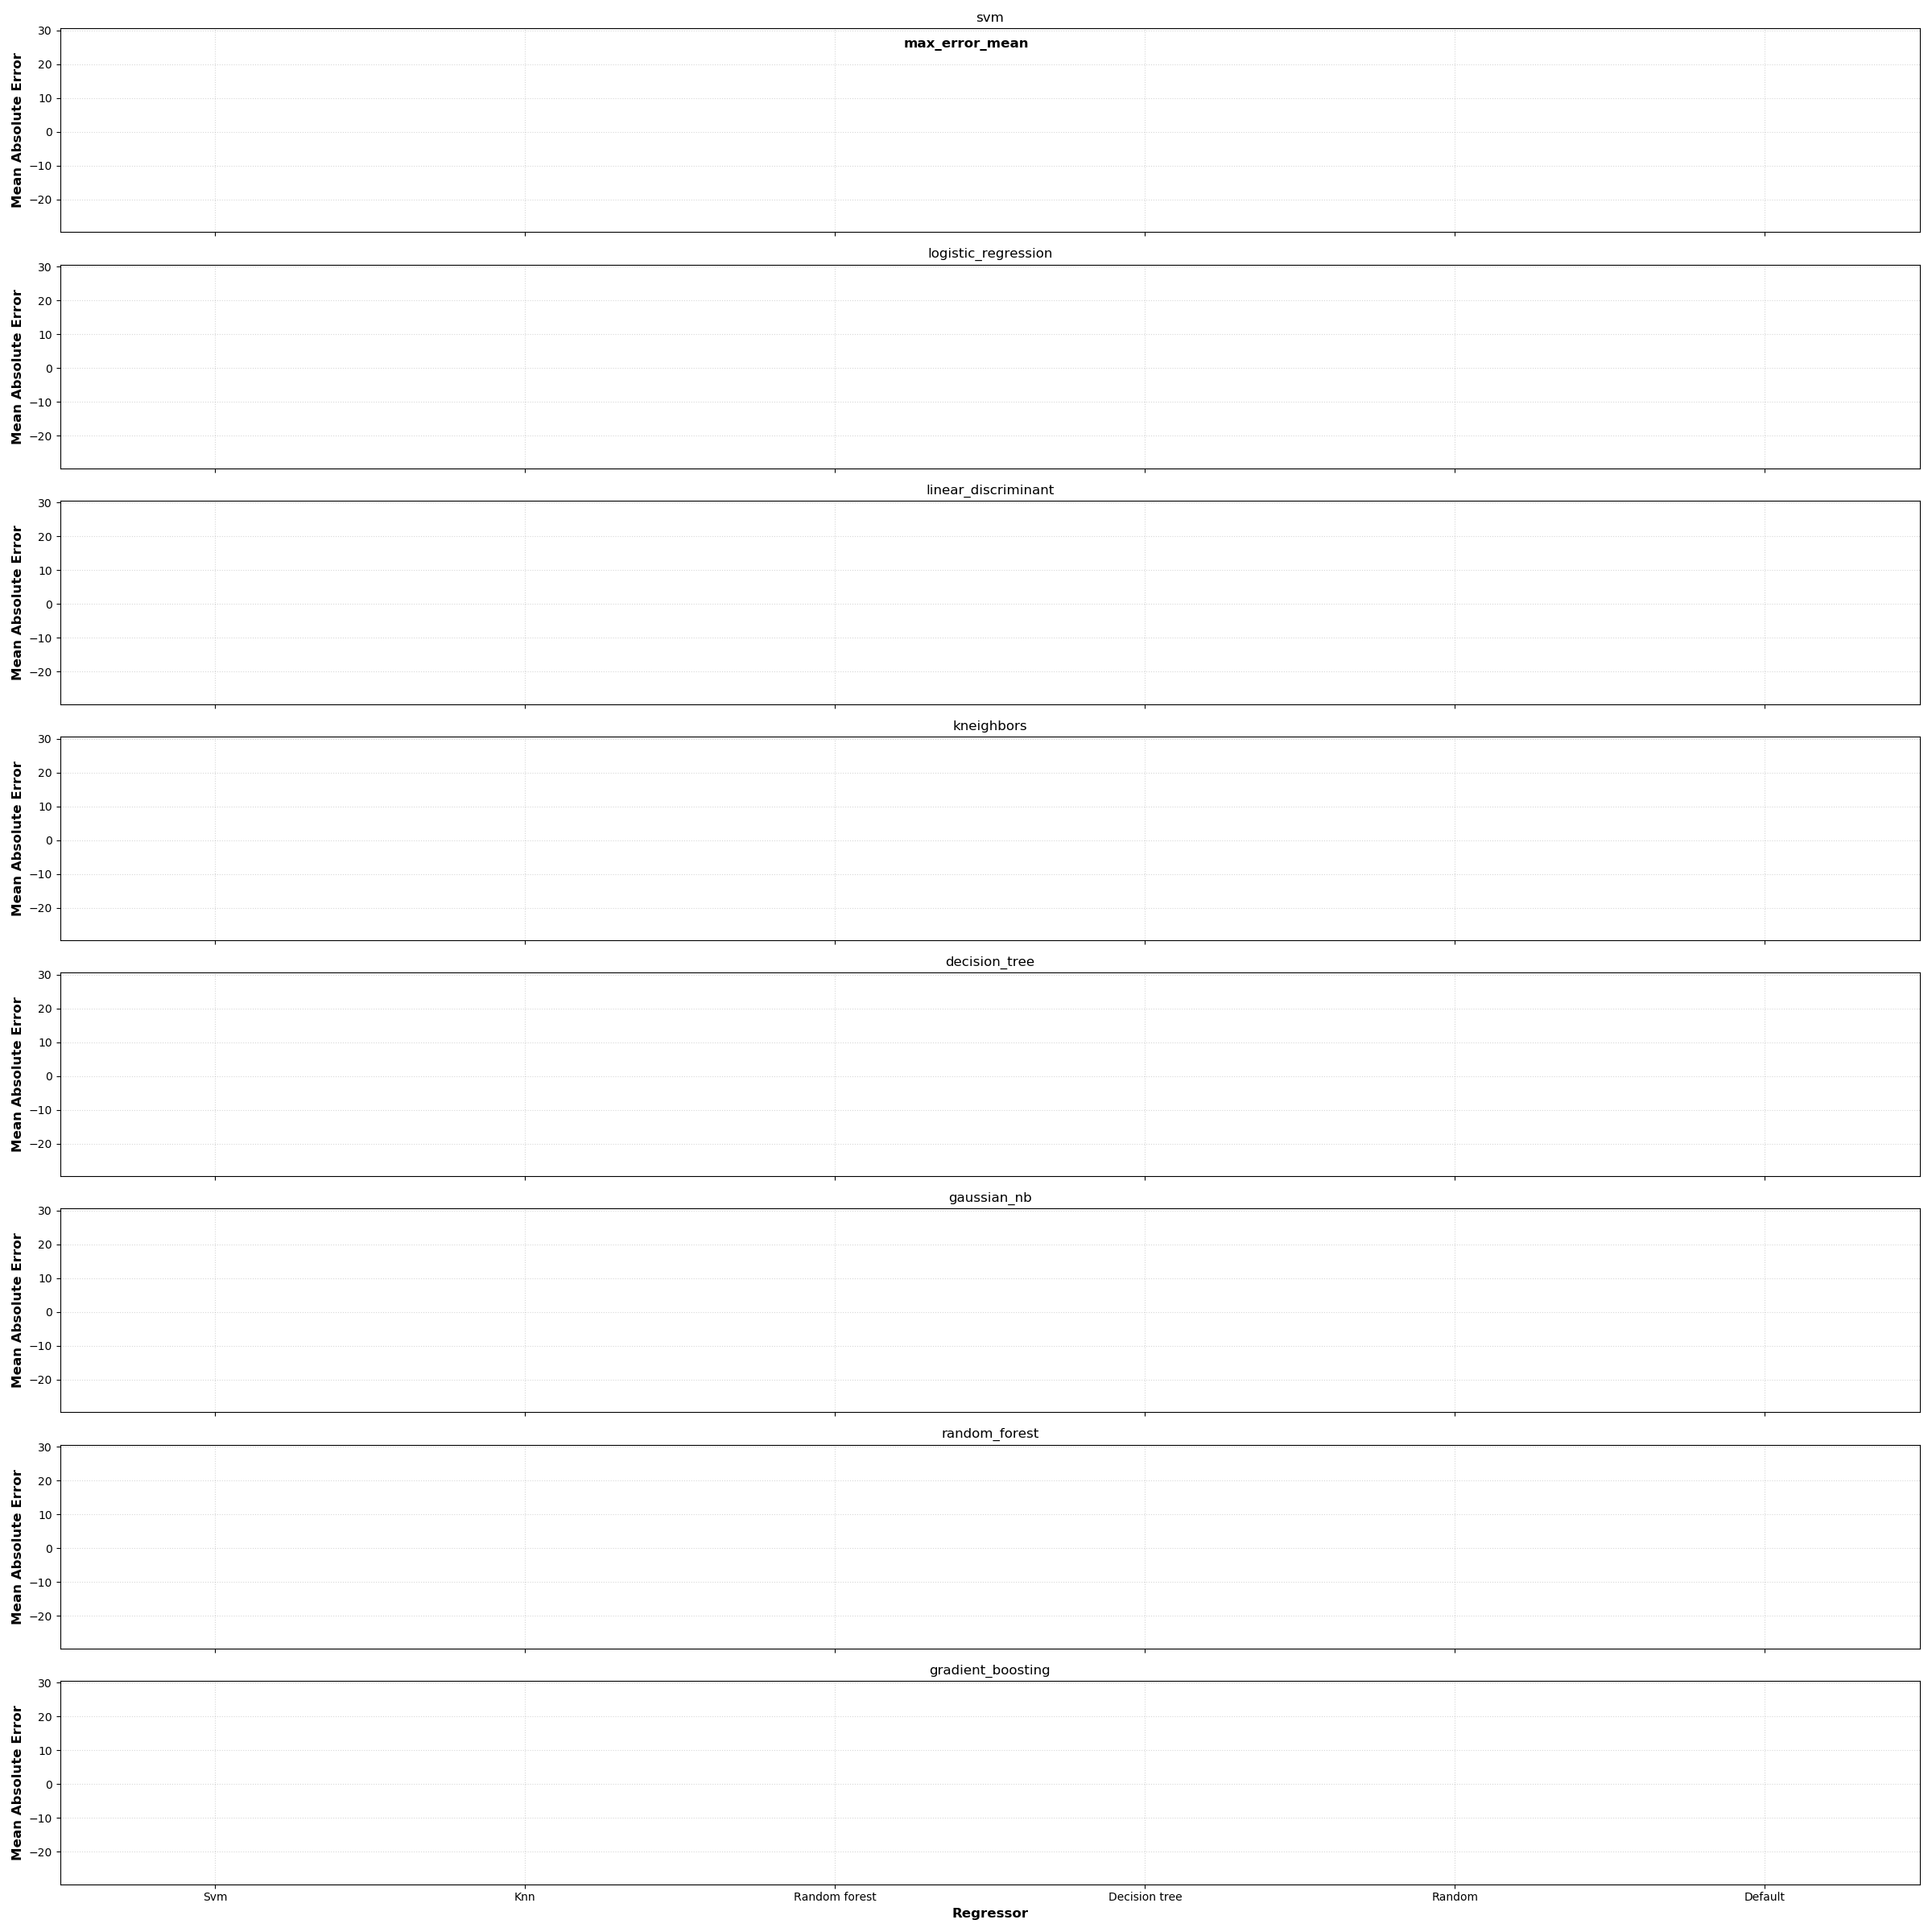 svm
max_error_mean
Mean Absolute Error
30
20
10
0
−10
−20
logistic_regression
Mean Absolute Error
30
20
10
0
−10
−20
linear_discriminant
Mean Absolute Error
30
20
10
0
−10
−20
kneighbors
Mean Absolute Error
30
20
10
0
−10
−20
decision_tree
Mean Absolute Error
30
20
10
0
−10
−20
gaussian_nb
Mean Absolute Error
30
20
10
0
−10
−20
random_forest
Mean Absolute Error
30
20
10
0
−10
−20
gradient_boosting
Mean Absolute Error
30
20
10
0
−10
−20
Svm Knn Random forest Decision tree Random Default
Regressor